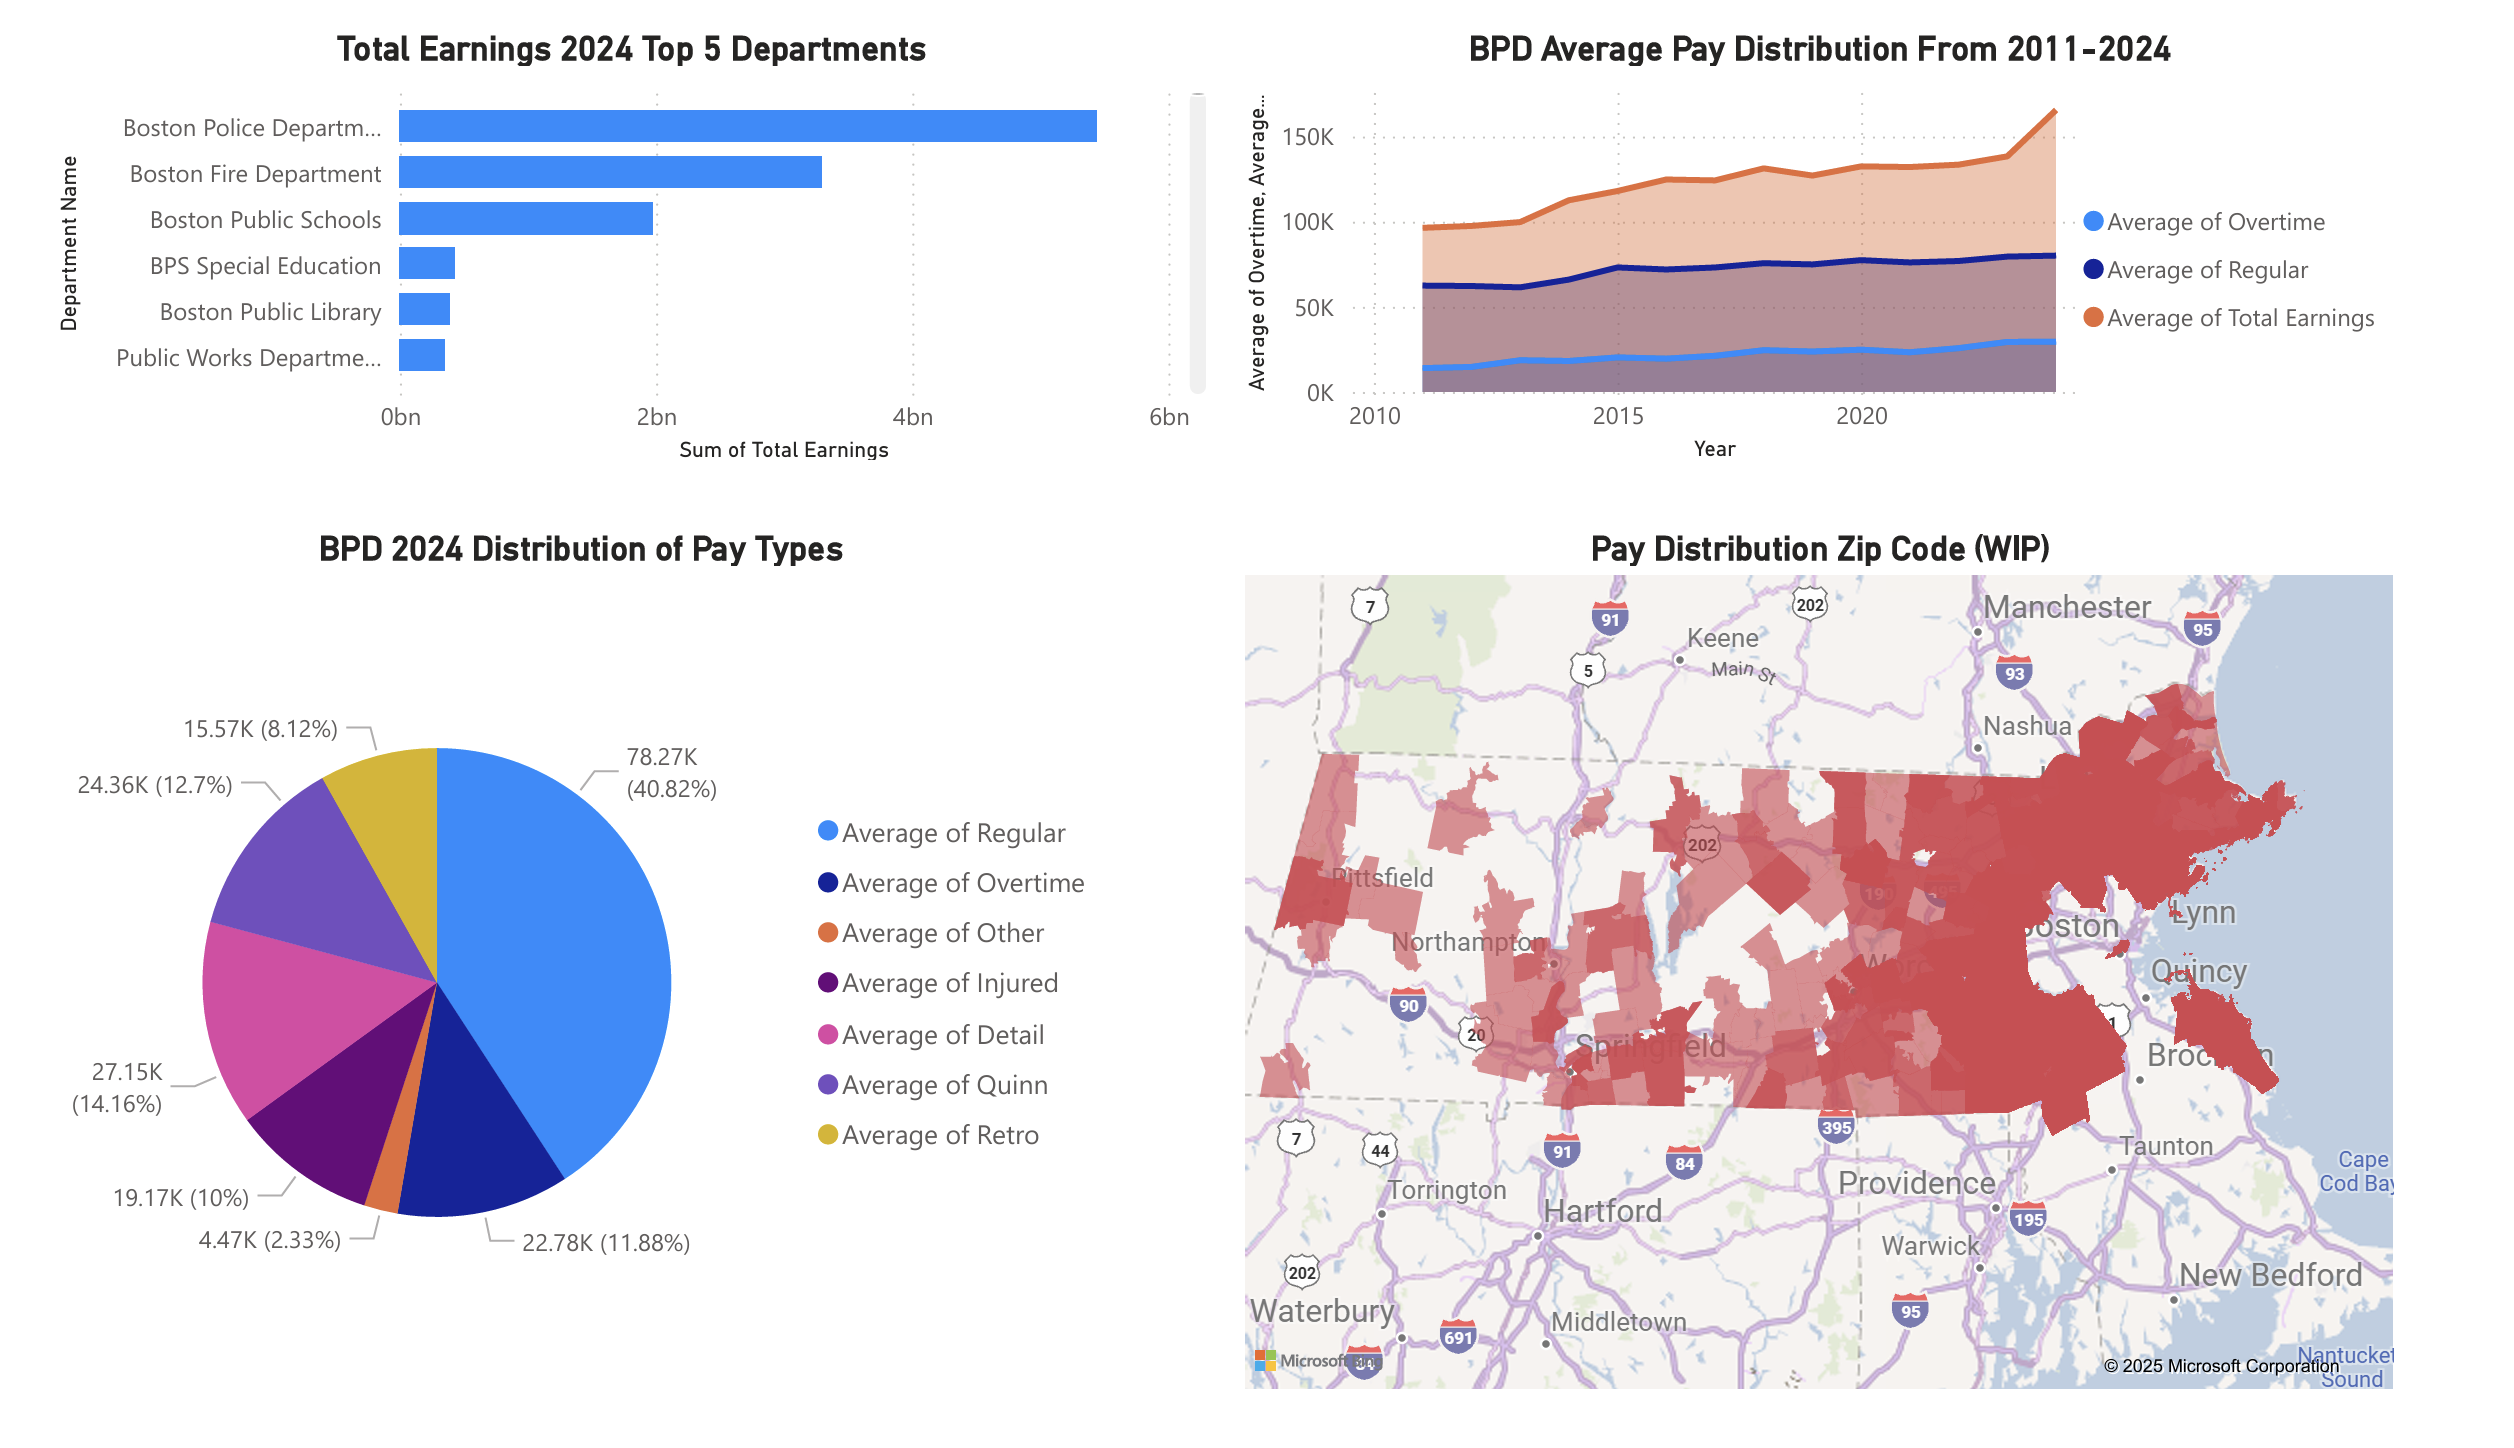 Total Earnings 2024 Top 5 Departments
Department Name
Boston Police Departm...
Boston Fire Department
Boston Public Schools
BPS Special Education
Boston Public Library
Public Works Departme...
0bn
2bn
4bn
6bn
Sum of Total Earnings
BPD Average Pay Distribution From 2011-2024
Average of Overtime, Average...
150K
100K
50K
0K
2010
2015
2020
Year
Average of Overtime
Average of Regular
Average of Total Earnings
BPD 2024 Distribution of Pay Types
15.57K (8.12%)
24.36K (12.7%)
27.15K
(14.16%)
19.17K (10%)
4.47K (2.33%)
22.78K (11.88%)
78.27K
(40.82%)
Average of Regular
Average of Overtime
Average of Other
Average of Injured
Average of Detail
Average of Quinn
Average of Retro
Pay Distribution Zip Code (WIP)
7
91
202
Manchester
95
Keene
Main St
5
93
Nashua
202
Pittsfield
190
Northampton
Lynn
Quincy
90
20
Springfield
1
7
44
91
84
395
Taunton
Torrington
Hartford
Providence
195
Cape
Cod Bay
Warwick
202
Waterbury
691
Middletown
95
New Bedford
Microsoft
Nantucket
Sound
© 2025 Microsoft Corporation